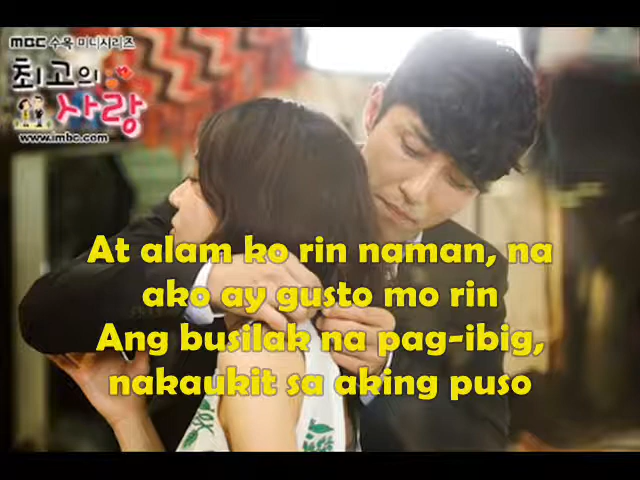 MBC 수목 미니시리즈
최고의
사랑
www.imbc.com
At alam ko rin naman, na
ako ay gusto mo rin
Ang busilak na pag-ibig,
nakaukit sa aking puso